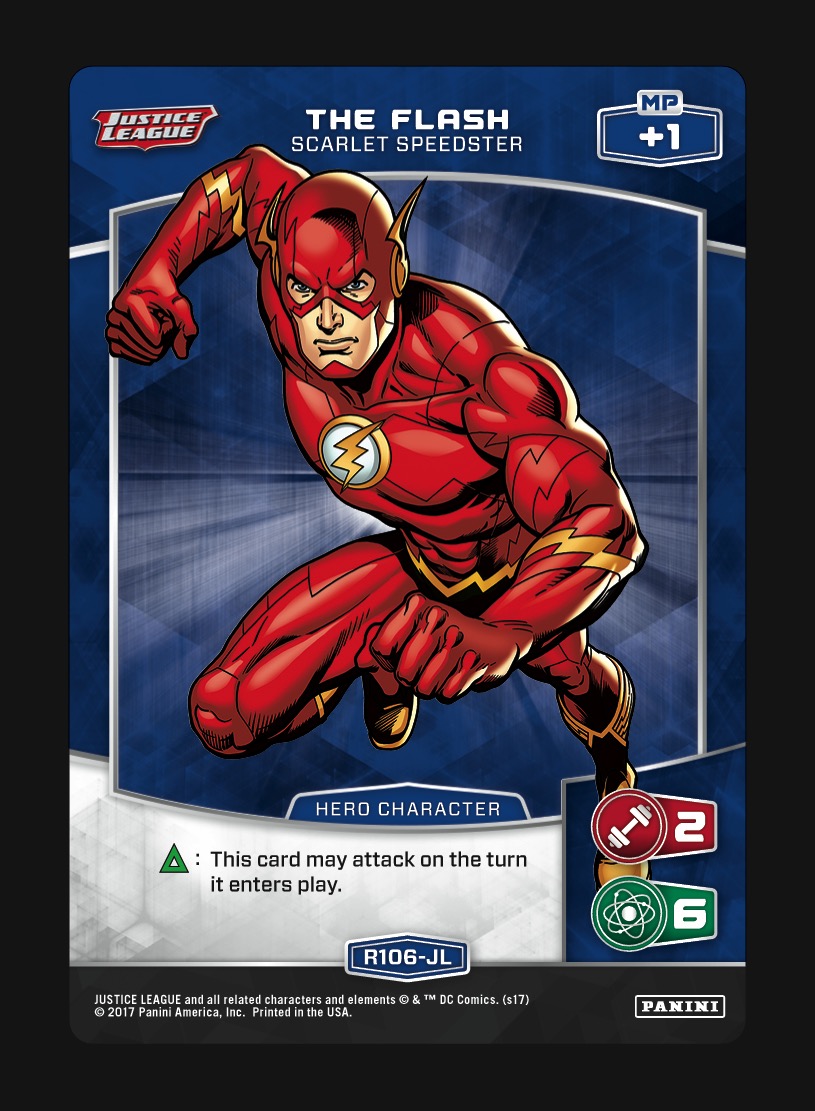 JUSTICE
LEAGUE
THE FLASH
SCARLET SPEEDSTER
MP
+1
HERO CHARACTER
: This card may attack on the turn
it enters play.
2
6
R106-JL
JUSTICE LEAGUE and all related characters and elements © & ™ DC Comics. (s17)
© 2017 Panini America, Inc. Printed in the USA.
PANINI